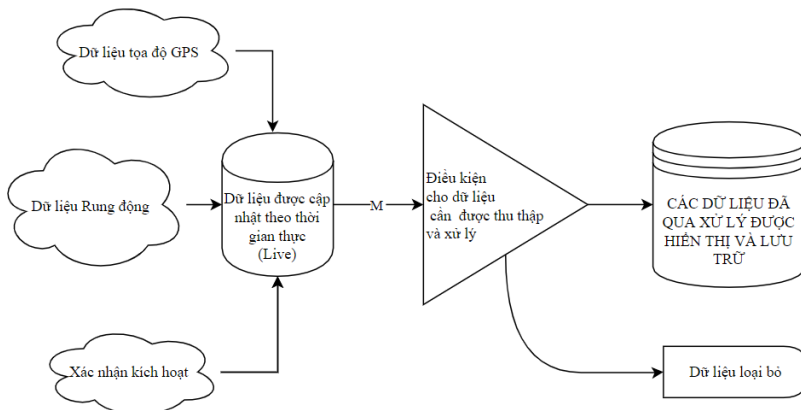 Dữ liệu tọa độ GPS
Dữ liệu Rung động
Xác nhận kích hoạt
Dữ liệu được cập
nhật theo thời
gian thực
(Live)
M
Điều kiện
cho dữ liệu
cần được thu thập
và xử lý
CÁC DỮ LIỆU ĐÃ
QUA XỬ LÝ ĐƯỢC
HIỂN THỊ VÀ LƯU
TRỮ
Dữ liệu loại bỏ